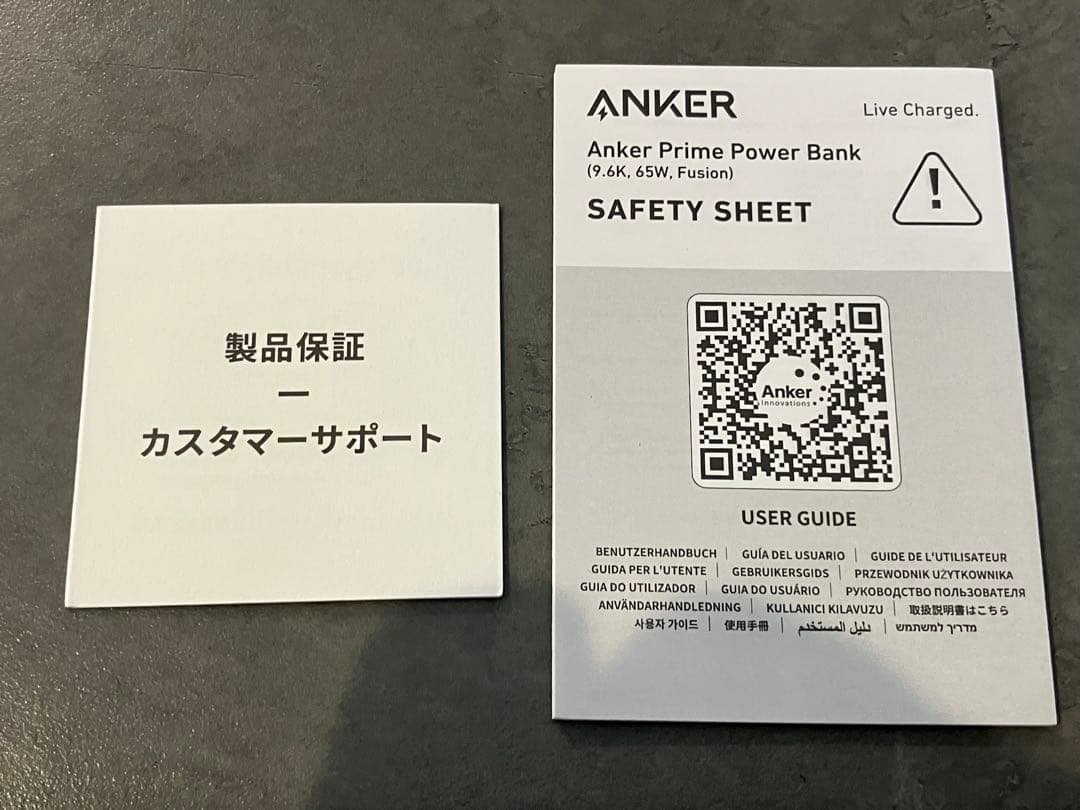 製品保証
ー
カスタマーサポート
ANKER
Live Charged.
Anker Prime Power Bank
(9.6K, 65W, Fusion)
SAFETY SHEET
Anker
Innovations
USER GUIDE
BENUTZERHANDBUCH | GUÍA DEL USUARIO | GUIDE DE L'UTILISATEUR
GUIDA PER L'UTENTE | GEBRUIKERSGIDS | PRZEWODNIK UŻYTKOWNIKA
GUIA DO UTILIZADOR | GUIA DO USUÁRIO | РУКОВОДСТВО ПОЛЬЗОВАТЕЛЯ
ANVÄNDARHANDLEDNING | KULLANICI KILAVUZU | 取扱説明書はこちら
사용자 가이드 | 使用手冊 | دليل المستخدم | מדריך למשתמש